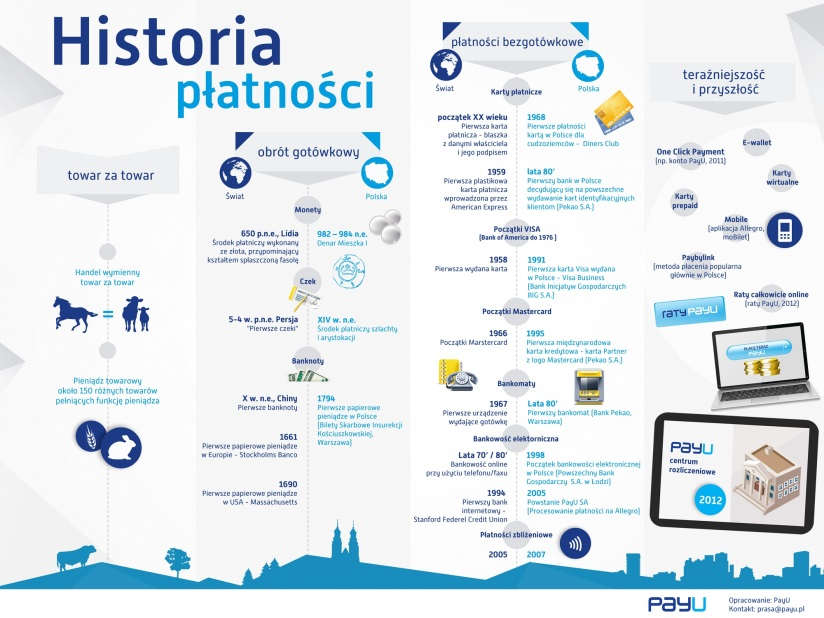 Historia
płatności
towar za towar
Handel wymienny
towar za towar
=
Pieniądz towarowy
około 150 różnych towarów
pełniących funkcję pieniądza
obrót gotówkowy
Świat
Polska
Monety
650 p.n.e., Lidia
Środek płatniczy wykonany
ze złota, przypominający
kształtem spłaszczoną fasolę
982 – 984 n.e.
Denar Mieszka I
Czek
5-4 w. p.n.e. Persja
"Pierwsze czeki"
XIV w. n.e.
Środek płatniczy szlachty
i arystokacji
Banknoty
X w. n.e., Chiny
Pierwsze banknoty
1794
Pierwsze papierowe
pieniądze w Polsce
(Bilety Skarbowe Insurekcji
Kościuszkowskiej,
Warszawa)
1661
Pierwsze papierowe pieniądze
w Europie - Stockholms Banco
1690
Pierwsze papierowe pieniądze
w USA - Massachusetts
płatności bezgotówkowe
Świat
Polska
Karty płatnicze
początek XX wieku
Pierwsza karta
płatnicza - blaszka
z danymi właściciela
i jego podpisem
1968
Pierwsze płatności
kartą w Polsce dla
cudzoziemców - Diners Club
1959
Pierwsza plastikowa
karta płatnicza
wprowadzona przez
American Express
lata 80'
Pierwszy bank w Polsce
decydujący się na powszechne
wydawanie kart identyfikacyjnych
klientom (Pekao S.A.)
Początki VISA
(Bank of America do 1976 )
1958
Pierwsza wydana karta
1991
Pierwsza karta Visa wydana
w Polsce - Visa Business
(Bank Inicjatyw Gospodarczych
BIG S.A.)
Początki Mastercard
1966
Początki Marstercard
1995
Pierwsza międzynarodowa
karta kredytowa - karta Partner
z logo Mastercard (Pekao S.A.)
Bankomaty
1967
Pierwsze urządzenie
wydające gotówkę
Lata 80'
Pierwszy bankomat (Bank Pekao,
Warszawa)
Bankowość elektorniczna
Lata 70' / 80'
Bankowość online
przy użyciu telefonu/faxu
1998
Początek bankowości elektronicznej
w Polsce (Powszechny Bank
Gospodarczy S.A. w Łodzi)
1994
Pierwszy bank
internetowy -
Stanford Federel Credit Union
2005
Powstanie PayU SA
(Procesowanie płatności na Allegro)
Płatności zbliżeniowe
2005
2007
teraźniejszość
i przyszłość
E-wallet
One Click Payment
(np. konto PayU, 2011)
Karty
wirtualne
Karty
prepaid
Mobile
(aplikacja Allegro,
moBilet)
Paybylink
(metoda płacenia popularna
głównie w Polsce)
Raty całkowicie online
(raty PayU, 2012)
raty PayU
PŁACĘ TERAZ
PayU
PayU
centrum
rozliczeniowe
2012
PayU
Opracowanie: PayU
Kontakt: prasa@payu.pl